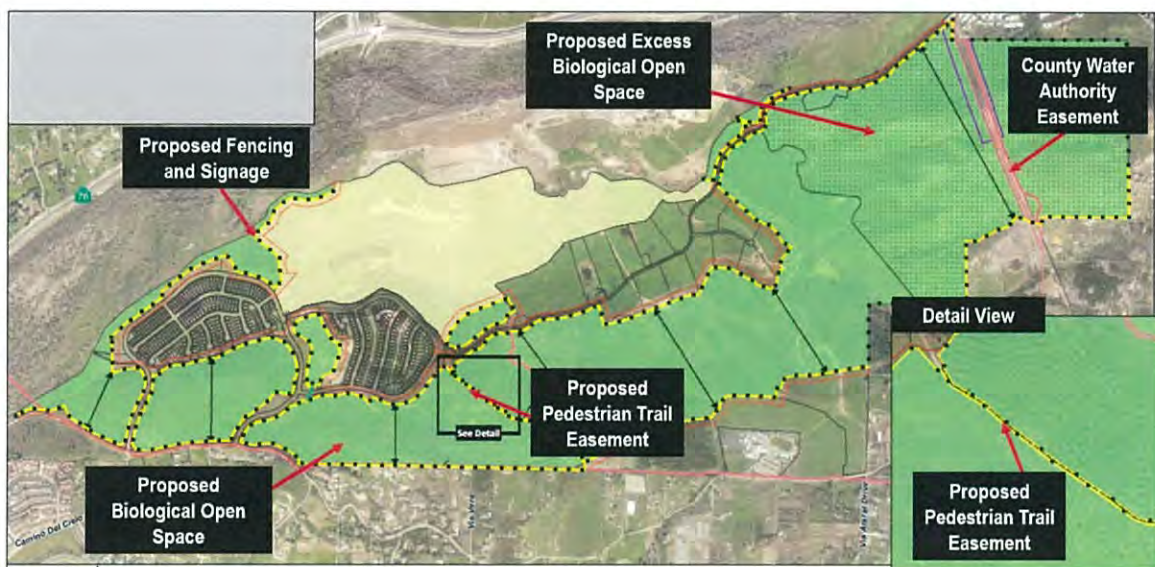 Proposed Excess
Biological Open
Space
County Water
Authority
Easement
Proposed Fencing
and Signage
76
Detail View
Proposed
Pedestrian Trail
Easement
See Detail
Proposed
Biological Open
Space
Proposed
Pedestrian Trail
Easement
Camino Del Cielo
Via Vera
Via Ararat Drive